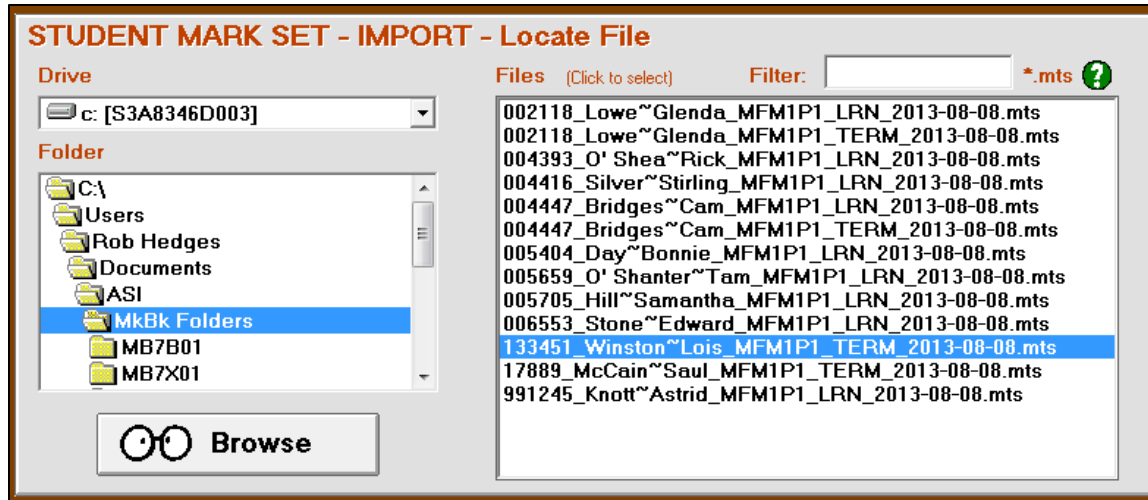 STUDENT MARK SET - IMPORT - Locate File
Drive
c: [S3A8346D003]
Folder
C:\
Users
Rob Hedges
Documents
ASI
MkBk Folders
MB7B01
MB7X01
Browse
Files (Click to select) Filter: *.mts ?
002118_Lowe~Glenda_MFM1P1_LRN_2013-08-08.mts
002118_Lowe~Glenda_MFM1P1_TERM_2013-08-08.mts
004393_O' Shea~Rick_MFM1P1_LRN_2013-08-08.mts
004416_Silver~Stirling_MFM1P1_LRN_2013-08-08.mts
004447_Bridges~Cam_MFM1P1_LRN_2013-08-08.mts
004447_Bridges~Cam_MFM1P1_TERM_2013-08-08.mts
005404_Day~Bonnie_MFM1P1_LRN_2013-08-08.mts
005659_O' Shanter~Tam_MFM1P1_LRN_2013-08-08.mts
005705_Hill~Samantha_MFM1P1_LRN_2013-08-08.mts
006553_Stone~Edward_MFM1P1_LRN_2013-08-08.mts
133451_Winston~Lois_MFM1P1_TERM_2013-08-08.mts
17889_McCain~Saul_MFM1P1_TERM_2013-08-08.mts
991245_Knott~Astrid_MFM1P1_LRN_2013-08-08.mts